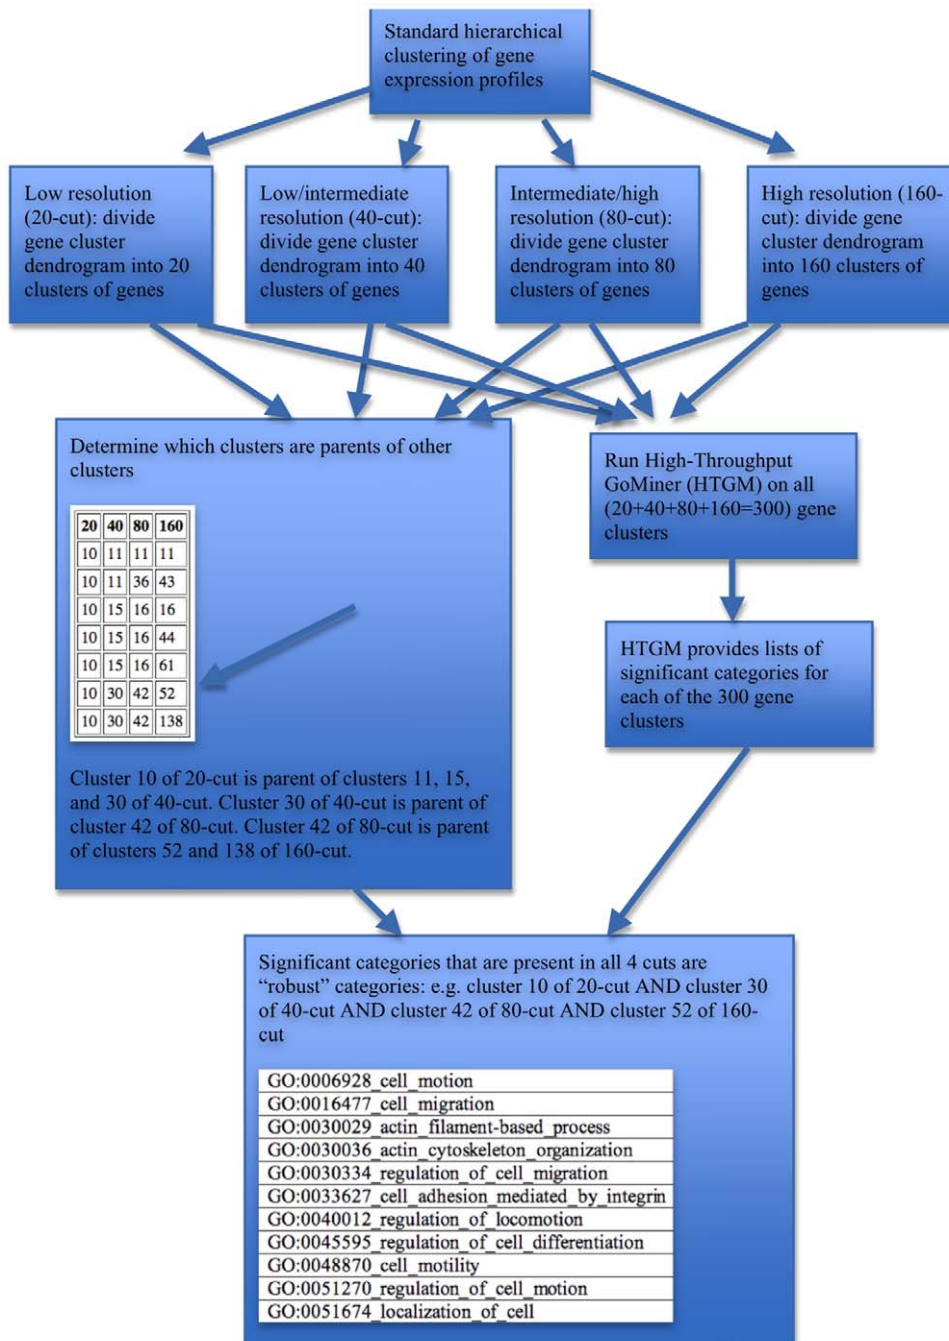 Standard hierarchical
clustering of gene
expression profiles
Low resolution
(20-cut): divide
gene cluster
dendrogram into 20
clusters of genes
Low/intermediate
resolution (40-cut):
divide gene cluster
dendrogram into 40
clusters of genes
Intermediate/high
resolution (80-cut):
divide gene cluster
dendrogram into 80
clusters of genes
High resolution (160-
cut): divide gene
cluster dendrogram
into 160 clusters of
genes
Determine which clusters are parents of other
clusters
20 40 80 160
10 11 11 11
10 11 36 43
10 15 16 16
10 15 16 44
10 15 16 61
10 30 42 52
10 30 42 138
Cluster 10 of 20-cut is parent of clusters 11, 15,
and 30 of 40-cut. Cluster 30 of 40-cut is parent of
cluster 42 of 80-cut. Cluster 42 of 80-cut is parent
of clusters 52 and 138 of 160-cut.
Run High-Throughput
GoMiner (HTGM) on all
(20+40+80+160=300) gene
clusters
HTGM provides lists of
significant categories for
each of the 300 gene
clusters
Significant categories that are present in all 4 cuts are
“robust” categories: e.g. cluster 10 of 20-cut AND cluster 30
of 40-cut AND cluster 42 of 80-cut AND cluster 52 of 160-
cut
GO:0006928_cell_motion
GO:0016477_cell_migration
GO:0030029_actin_filament-based_process
GO:0030036_actin_cytoskeleton_organization
GO:0030334_regulation_of_cell_migration
GO:0033627_cell_adhesion_mediated_by_integrin
GO:0040012_regulation_of_locomotion
GO:0045595_regulation_of_cell_differentiation
GO:0048870_cell_motility
GO:0051270_regulation_of_cell_motion
GO:0051674_localization_of_cell